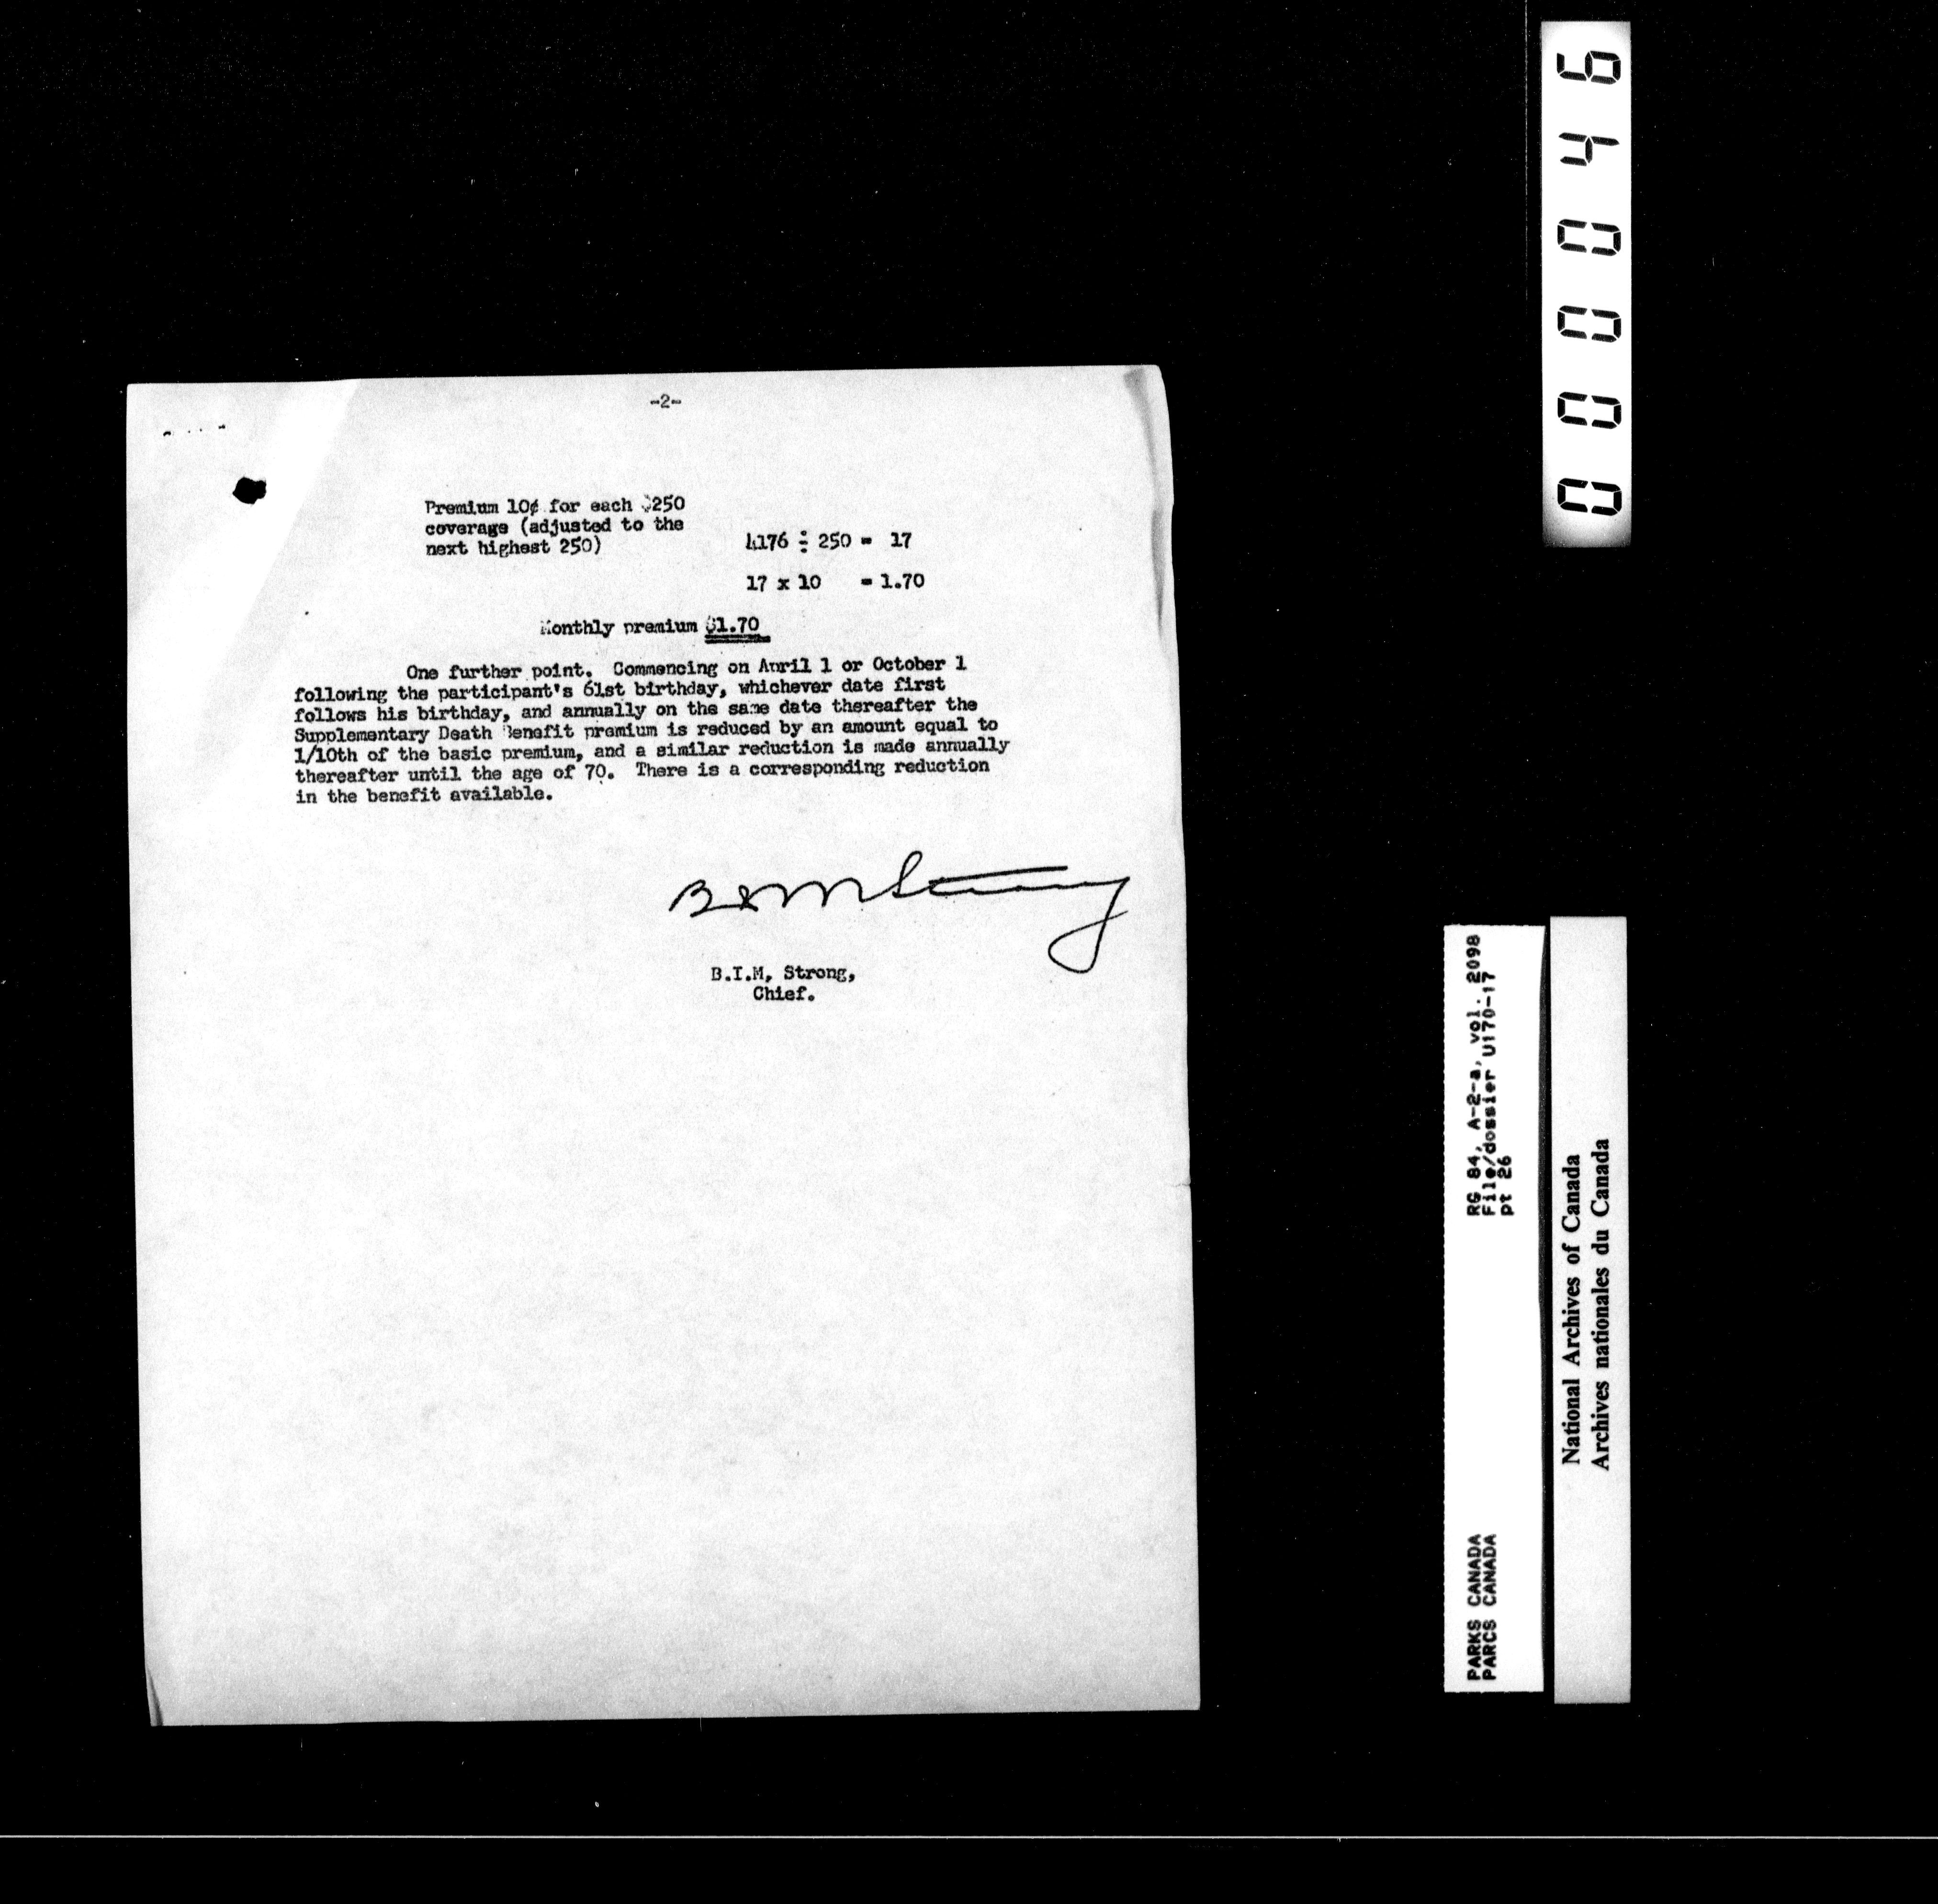 -2-
Premium 10¢ for each $250
coverage (adjusted to the
next highest 250)
4176 ÷ 250 = 17
17 x 10 = 1.70
Monthly premium $1.70
One further point. Commencing on April 1 or October 1
following the participant's 61st birthday, whichever date first
follows his birthday, and annually on the same date thereafter the
Supplementary Death Benefit premium is reduced by an amount equal to
1/10th of the basic premium, and a similar reduction is made annually
thereafter until the age of 70. There is a corresponding reduction
in the benefit available.
B I M Strong
B.I.M. Strong,
Chief.
000046
RG 84, A-2-a, vol. 2098
File/dossier U170-17
pt 26
PARKS CANADA
PARCS CANADA
National Archives of Canada
Archives nationales du Canada